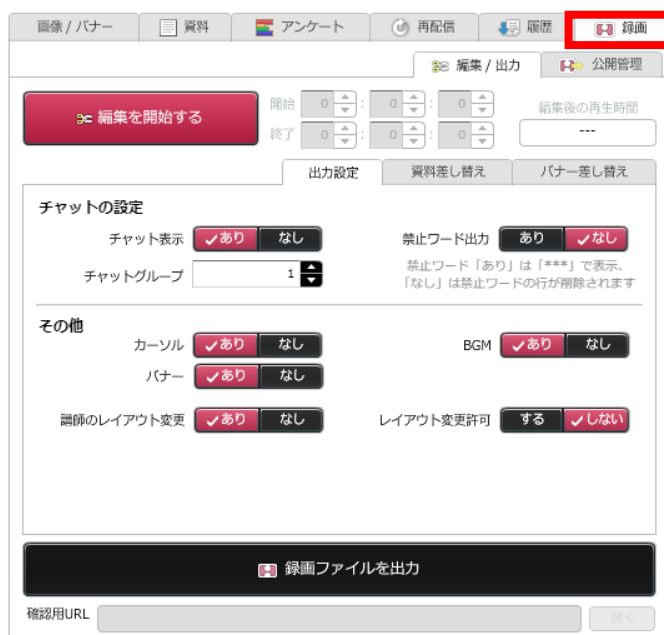 画像 / バナー 資料 アンケート 再配信 履歴 録画
編集 / 出力 公開管理
編集を開始する
開始 0 : 0 : 0
終了 0 : 0 : 0
編集後の再生時間
---
出力設定 資料差し替え バナー差し替え
チャットの設定
チャット表示 あり なし
禁止ワード出力 あり なし
チャットグループ 1
禁止ワード「あり」は「***」で表示、
「なし」は禁止ワードの行が削除されます
その他
カーソル あり なし
BGM あり なし
バナー あり なし
講師のレイアウト変更 あり なし
レイアウト変更許可 する しない
録画ファイルを出力
確認用URL 開く